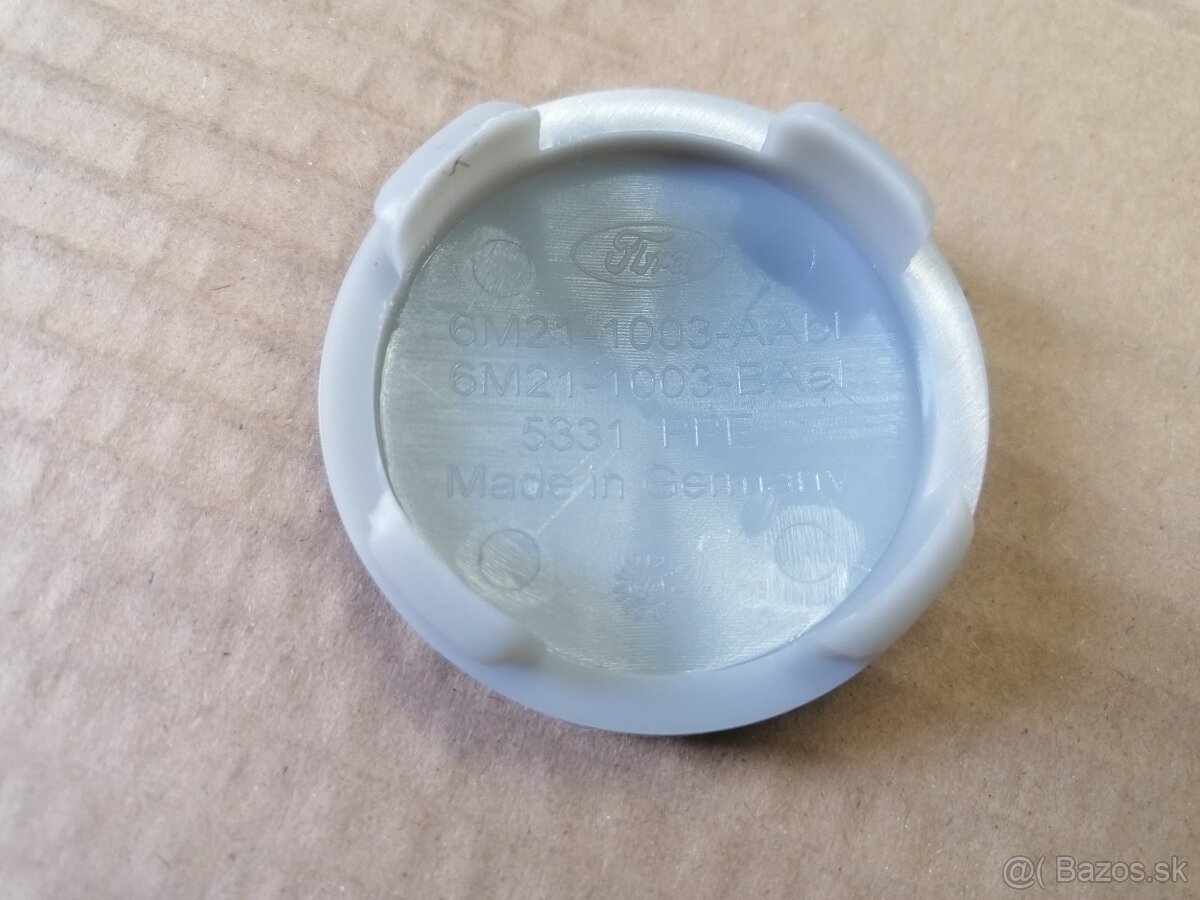 Ford
6M21-1003-AAbl
6M21-1003-BAal
5331 PPE
Made in Germany
@( Bazos.sk